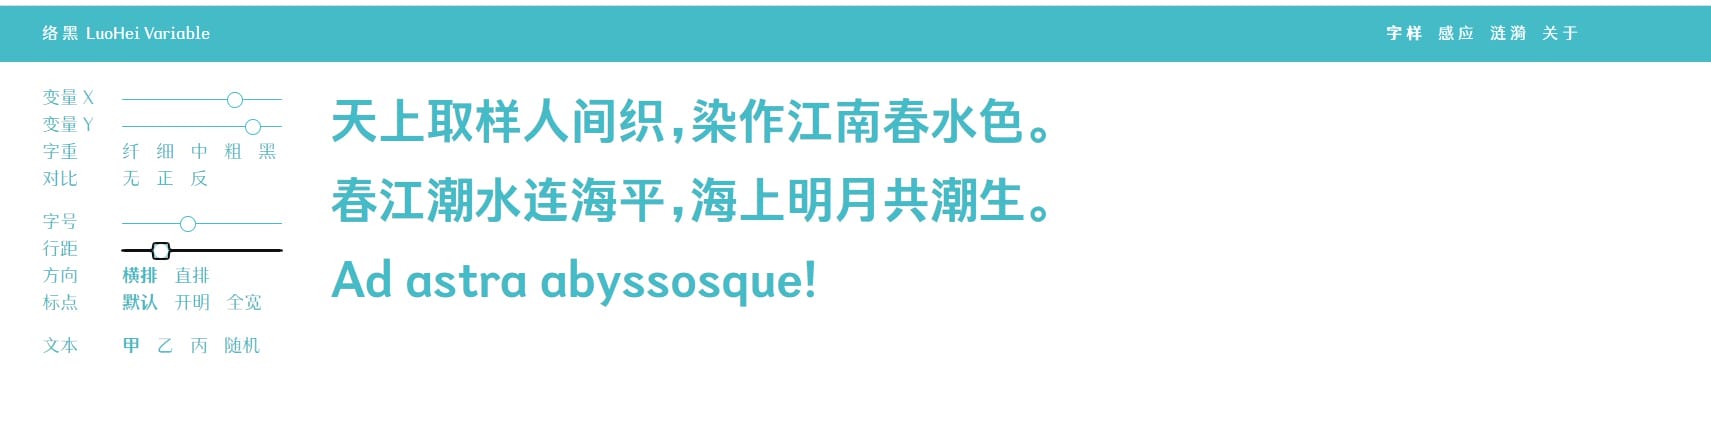 络黑 LuoHei Variable
字样 感应 涟漪 关于
变量 X
变量 Y
字重 纤 细 中 粗 黑
对比 无 正 反
字号
行距
方向 横排 直排
标点 默认 开明 全宽
文本 甲 乙 丙 随机
天上取样人间织，染作江南春水色。
春江潮水连海平，海上明月共潮生。
Ad astra abyssosque!